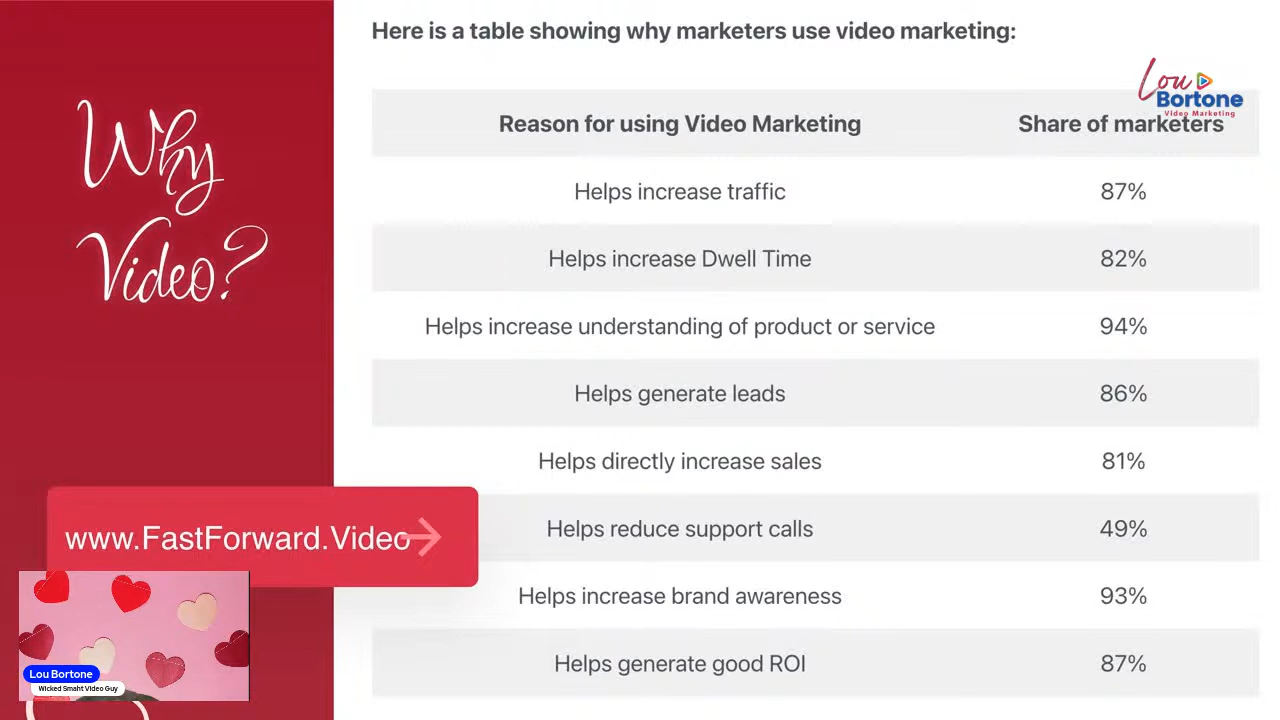 Here is a table showing why marketers use video marketing:
Lou
Bortone
Video Marketing
Why
Video?
Reason for using Video Marketing Share of marketers
Helps increase traffic 87%
Helps increase Dwell Time 82%
Helps increase understanding of product or service 94%
Helps generate leads 86%
Helps directly increase sales 81%
Helps reduce support calls 49%
www.FastForward.Video
Helps increase brand awareness 93%
Helps generate good ROI 87%
Lou Bortone
Wicked Smaht Video Guy